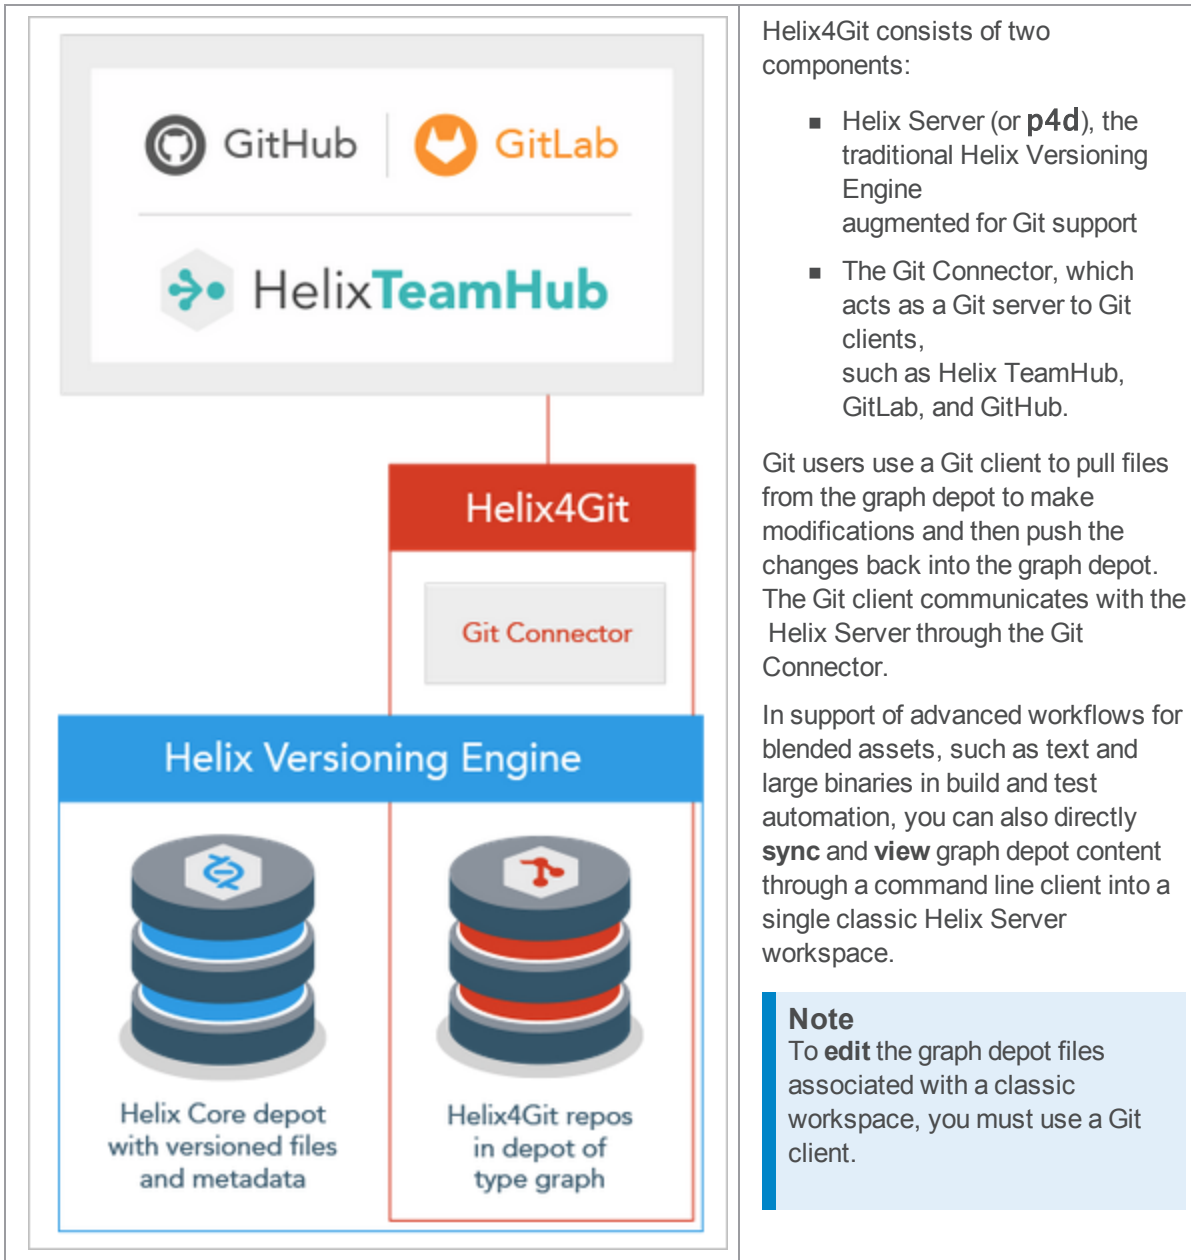 GitHub
GitLab
HelixTeamHub
Helix4Git
Git Connector
Helix Versioning Engine
Helix Core depot
with versioned files
and metadata
Helix4Git repos
in depot of
type graph
Helix4Git consists of two
components:
■ Helix Server (or p4d), the
traditional Helix Versioning
Engine
augmented for Git support
■ The Git Connector, which
acts as a Git server to Git
clients,
such as Helix TeamHub,
GitLab, and GitHub.
Git users use a Git client to pull files
from the graph depot to make
modifications and then push the
changes back into the graph depot.
The Git client communicates with the
Helix Server through the Git
Connector.
In support of advanced workflows for
blended assets, such as text and
large binaries in build and test
automation, you can also directly
sync and view graph depot content
through a command line client into a
single classic Helix Server
workspace.
Note
To edit the graph depot files
associated with a classic
workspace, you must use a Git
client.